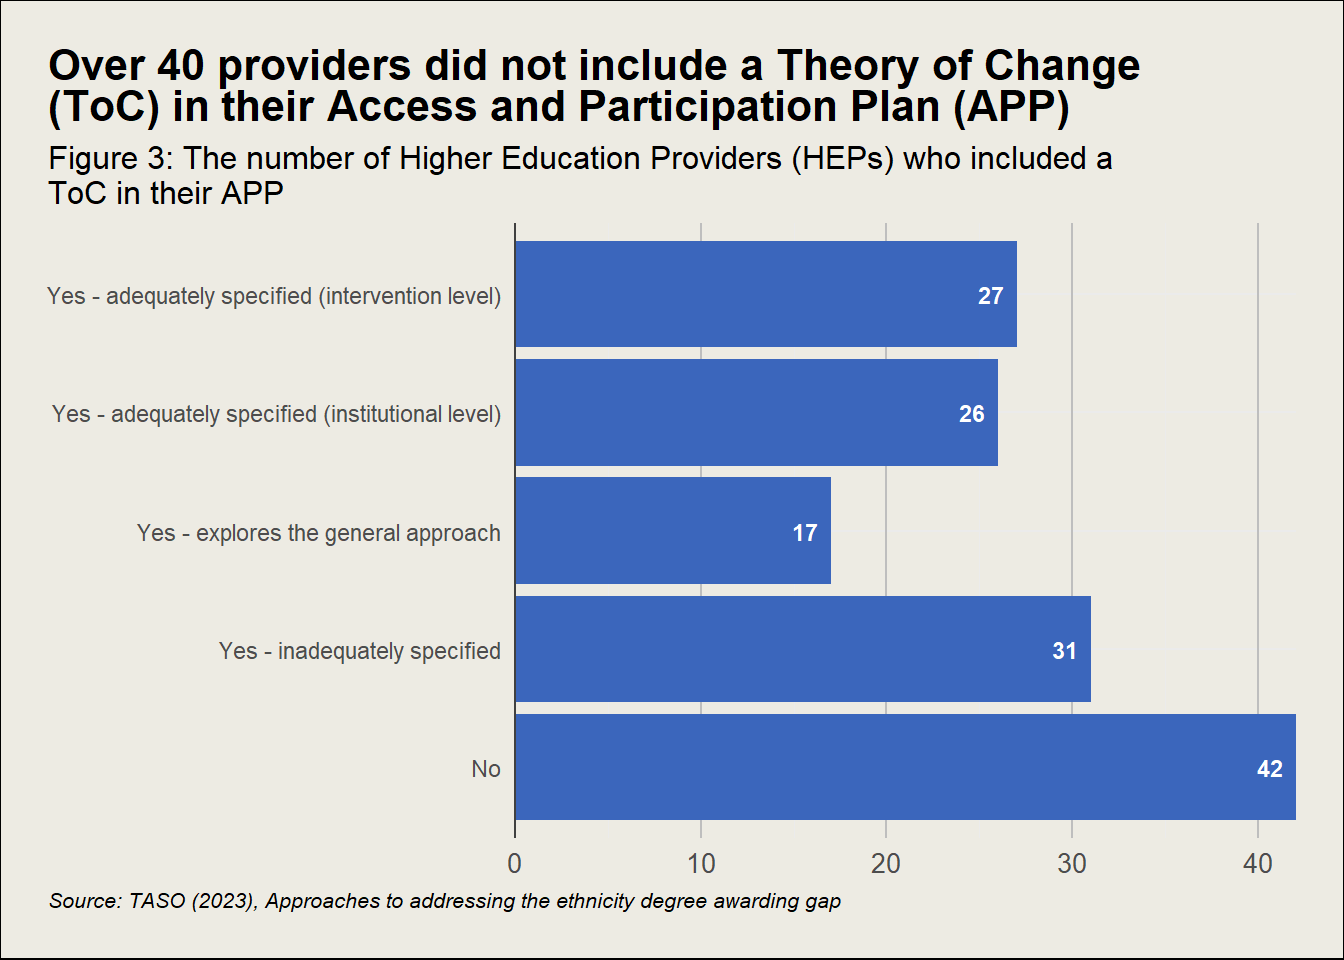 Over 40 providers did not include a Theory of Change
(ToC) in their Access and Participation Plan (APP)
Figure 3: The number of Higher Education Providers (HEPs) who included a
ToC in their APP
Yes - adequately specified (intervention level)
27
Yes - adequately specified (institutional level)
26
Yes - explores the general approach
17
Yes - inadequately specified
31
No
42
0 10 20 30 40
Source: TASO (2023), Approaches to addressing the ethnicity degree awarding gap